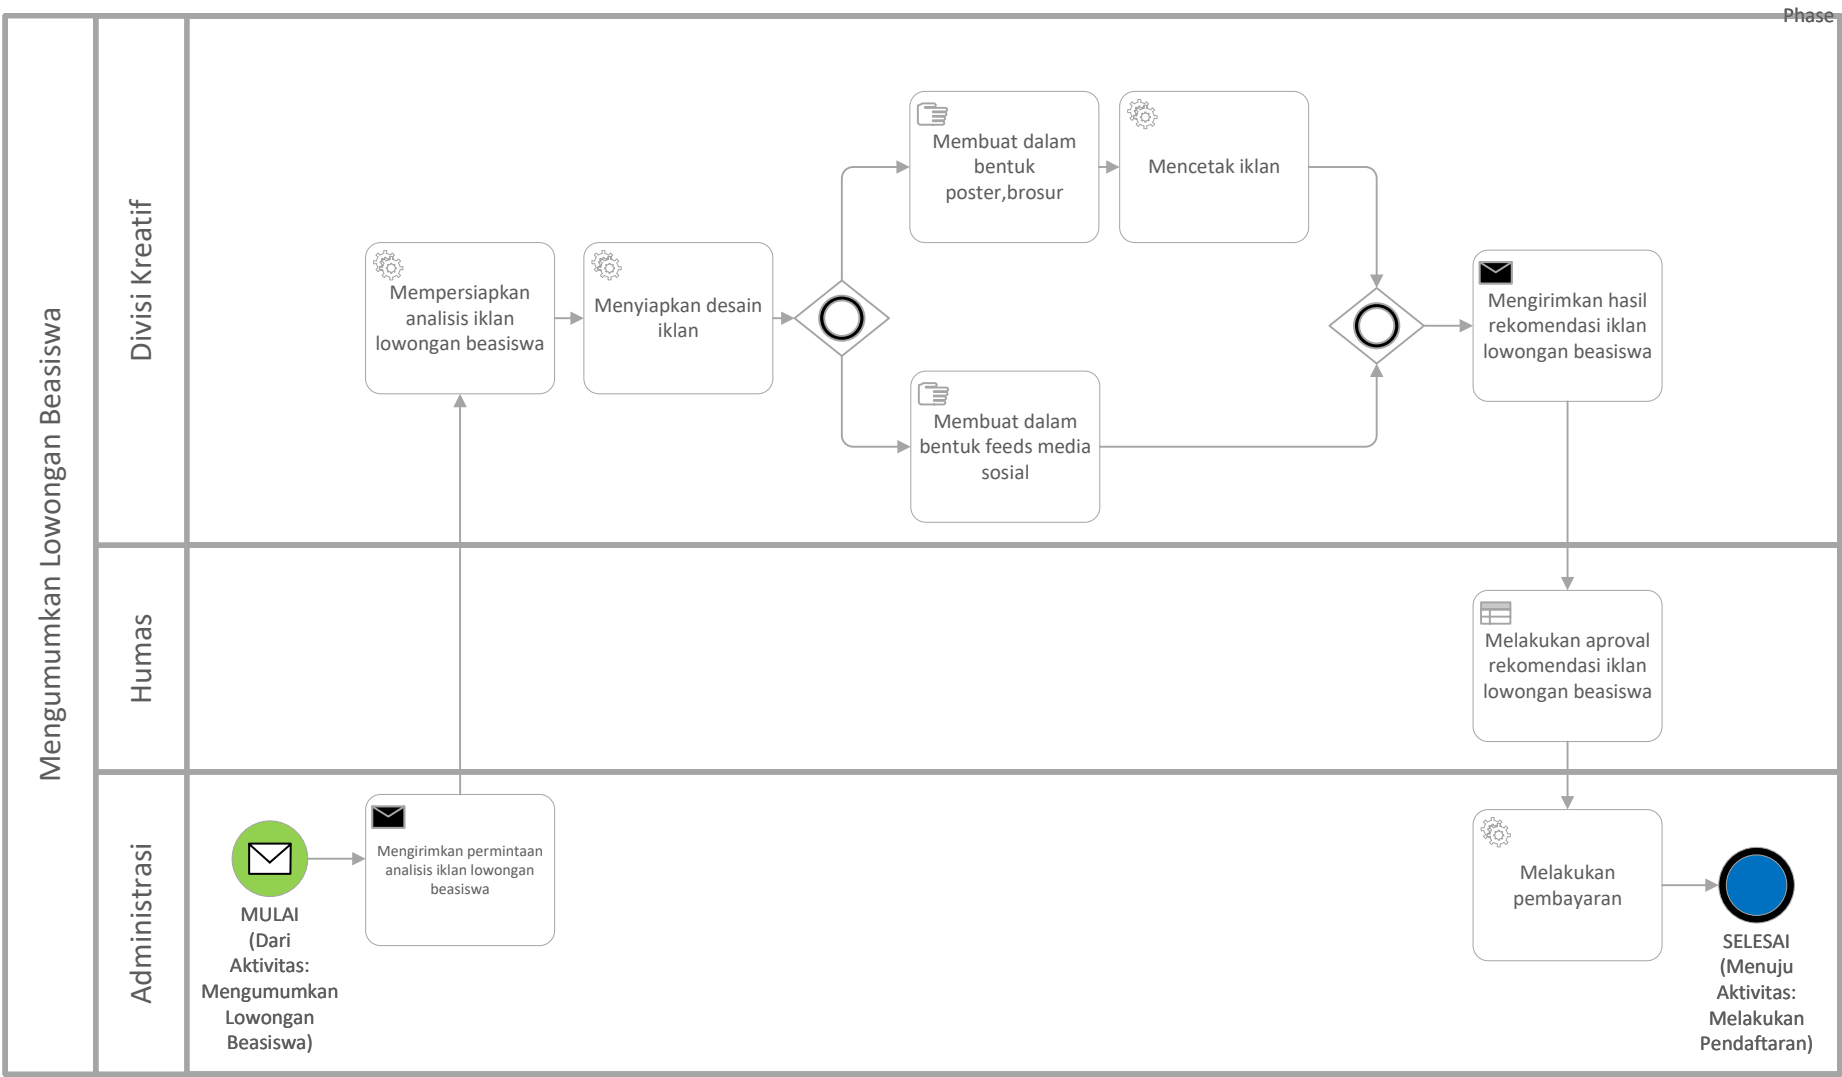 Phase
Mengumumkan Lowongan Beasiswa
Divisi Kreatif
Membuat dalam
bentuk
poster,brosur
Mencetak iklan
Mempersiapkan
analisis iklan
lowongan beasiswa
Menyiapkan desain
iklan
Mengirimkan hasil
rekomendasi iklan
lowongan beasiswa
Membuat dalam
bentuk feeds media
sosial
Humas
Melakukan aproval
rekomendasi iklan
lowongan beasiswa
Administrasi
MULAI
(Dari
Aktivitas:
Mengumumkan
Lowongan
Beasiswa)
Mengirimkan permintaan
analisis iklan lowongan
beasiswa
Melakukan
pembayaran
SELESAI
(Menuju
Aktivitas:
Melakukan
Pendaftaran)